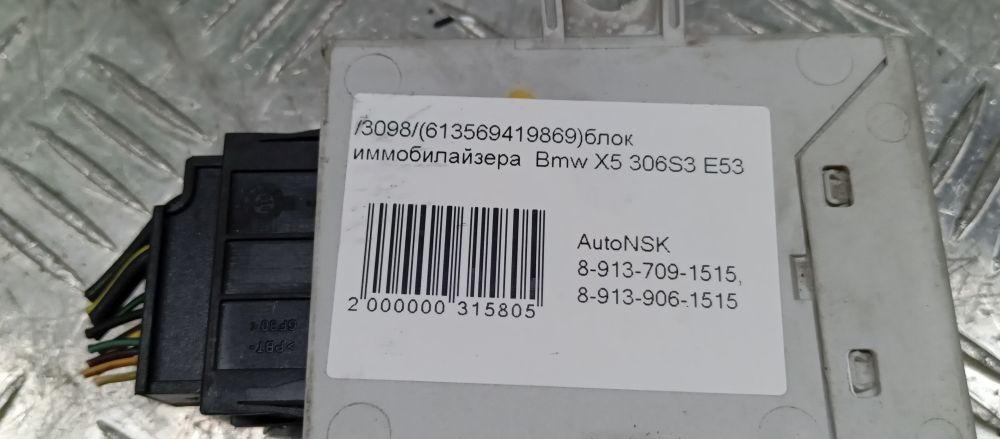 /3098/(613569419869)блок
иммобилайзера Bmw X5 306S3 E53
AutoNSK
8-913-709-1515,
8-913-906-1515
2 000000 315805
>PBT-
GF30<